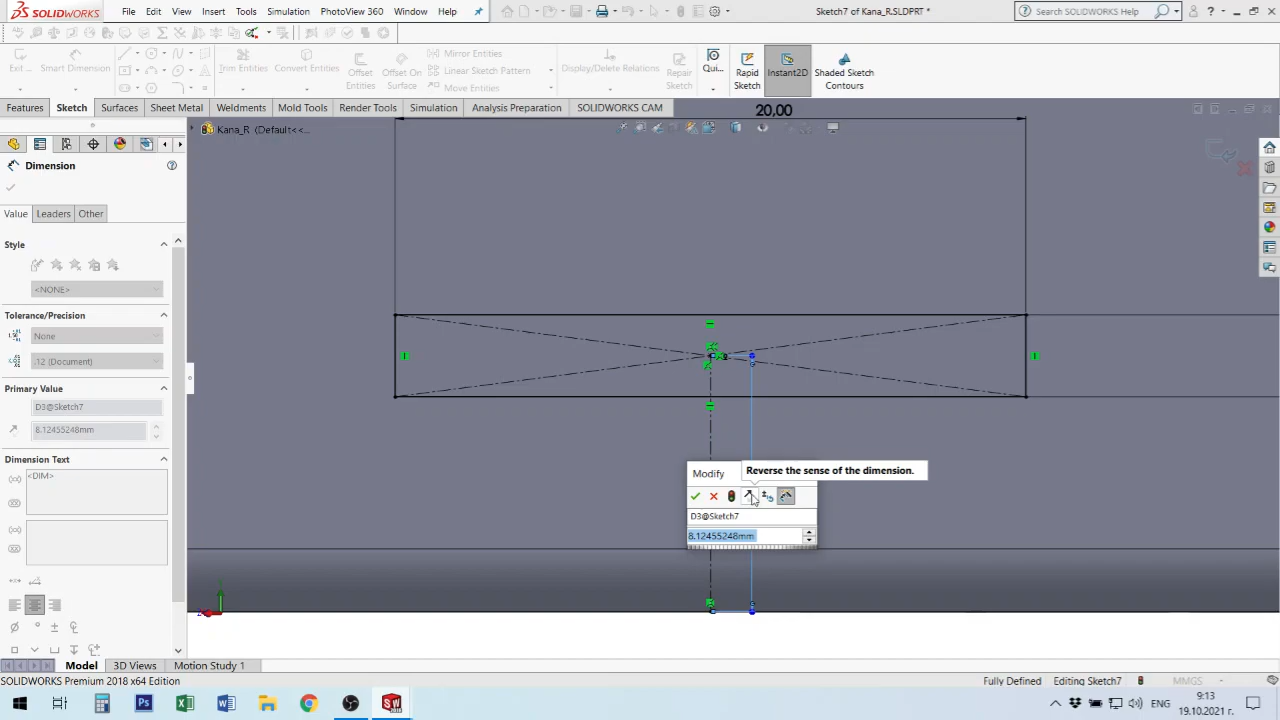 SOLIDWORKS File Edit View Insert Tools Simulation PhotoView 360 Window Help Sketch7 of Kana_R.SLDPRT * Search SOLIDWORKS Help
Exit ... Smart Dimension Trim Entities Convert Entities Offset Entities Offset On Surface Mirror Entities Linear Sketch Pattern Move Entities Display/Delete Relations Repair Sketch Qui... Rapid Sketch Instant2D Shaded Sketch Contours
Features Sketch Surfaces Sheet Metal Weldments Mold Tools Render Tools Simulation Analysis Preparation SOLIDWORKS CAM
20,00
Kana_R (Default<<...
Dimension
Value Leaders Other
Style
<NONE>
Tolerance/Precision
None
.12 (Document)
Primary Value
D3@Sketch7
8.12455248mm
Dimension Text
<DIM>
Reverse the sense of the dimension.
Modify
D3@Sketch7
8.12455248mm
Model 3D Views Motion Study 1
SOLIDWORKS Premium 2018 x64 Edition Fully Defined Editing Sketch7 MMGS
ENG 9:13
19.10.2021 г.